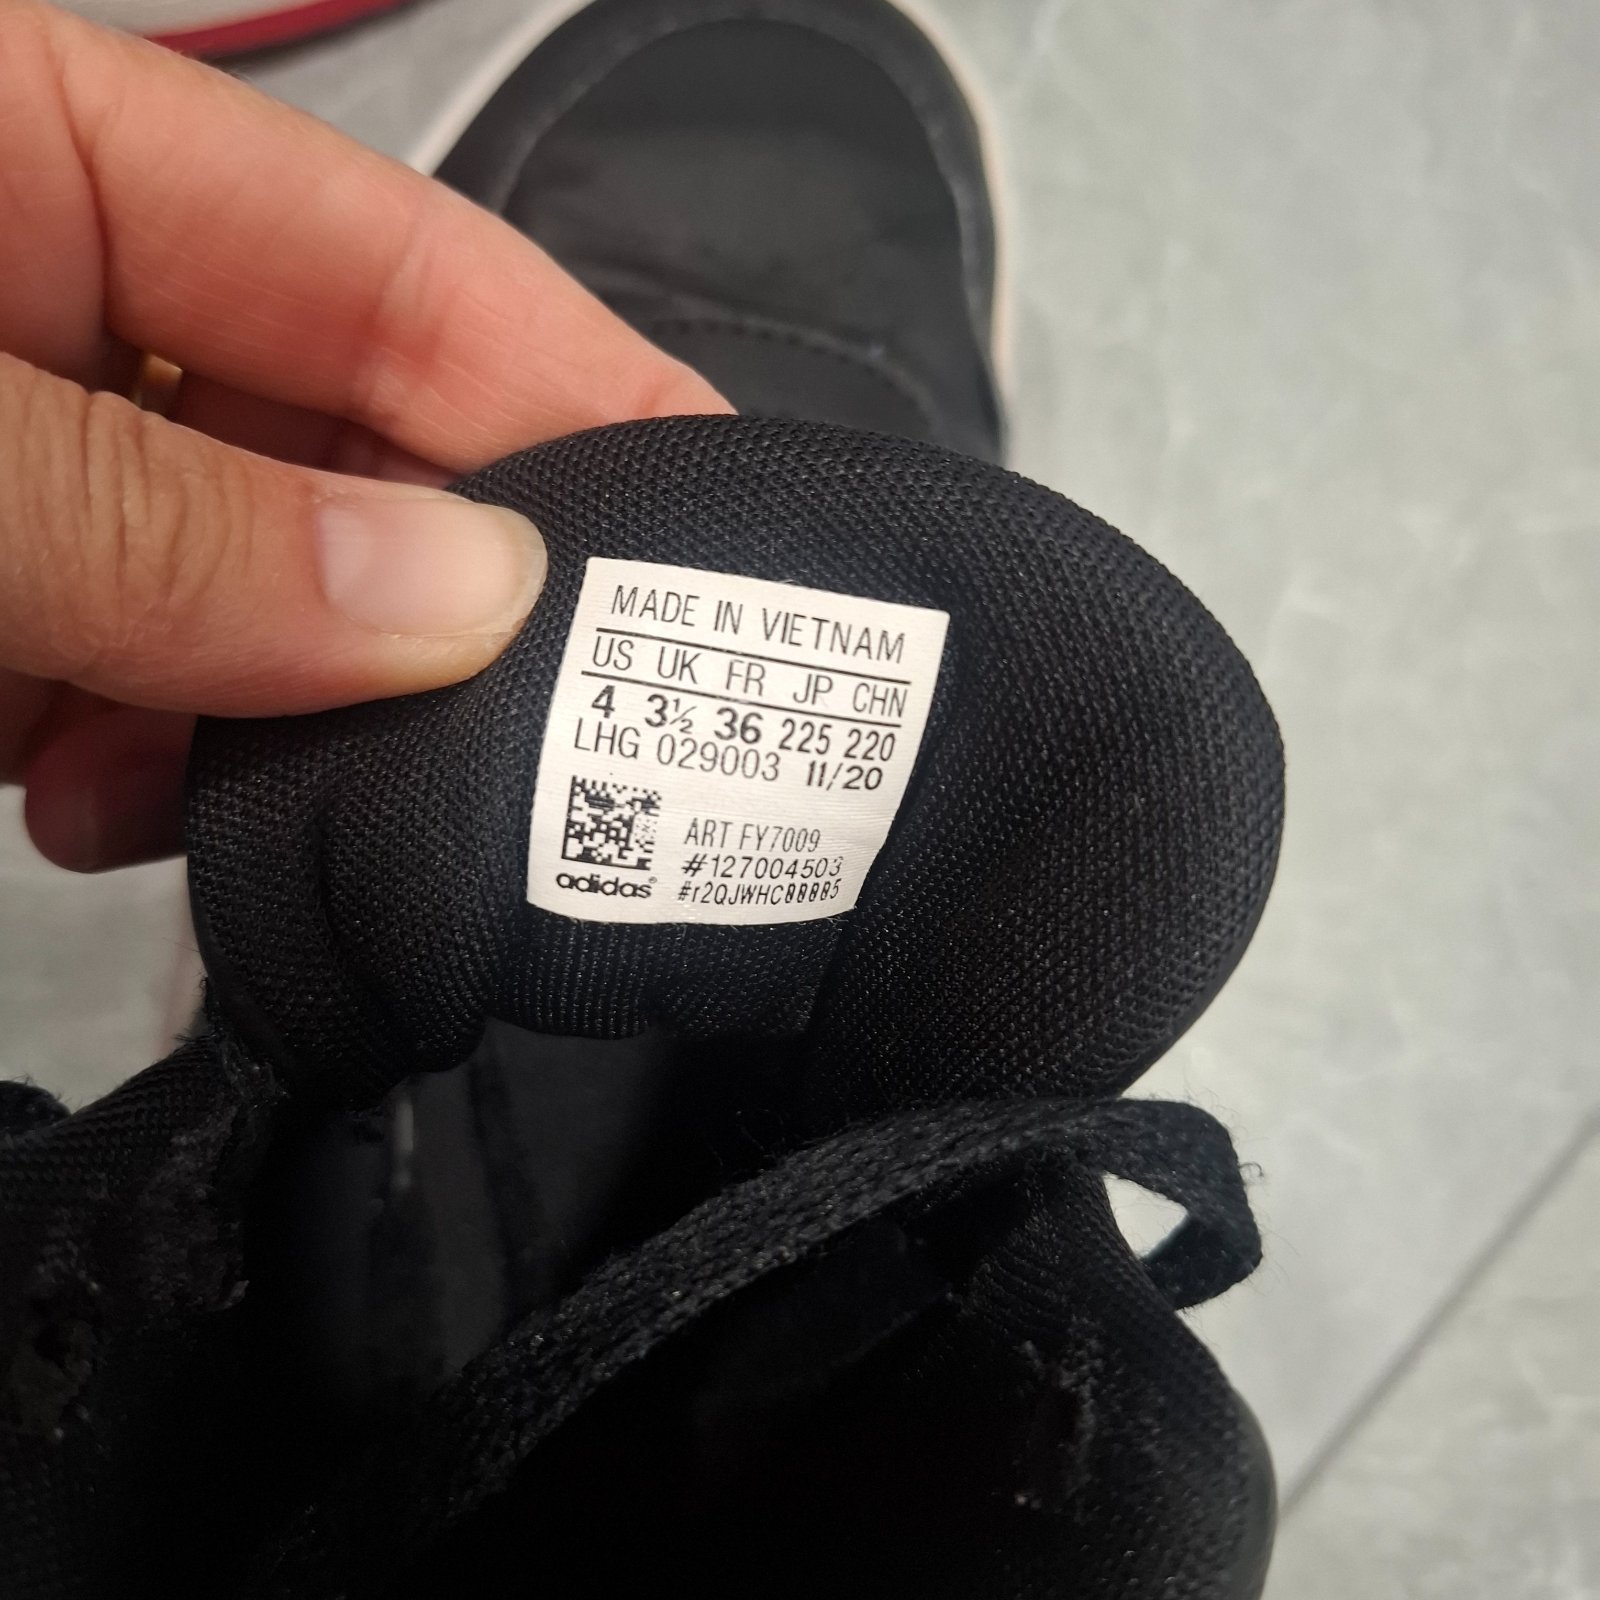 MADE IN VIETNAM
US UK FR JP CHN
4 3½ 36 225 220
LHG 029003 11/20
ART FY7009
#127004503
adidas®